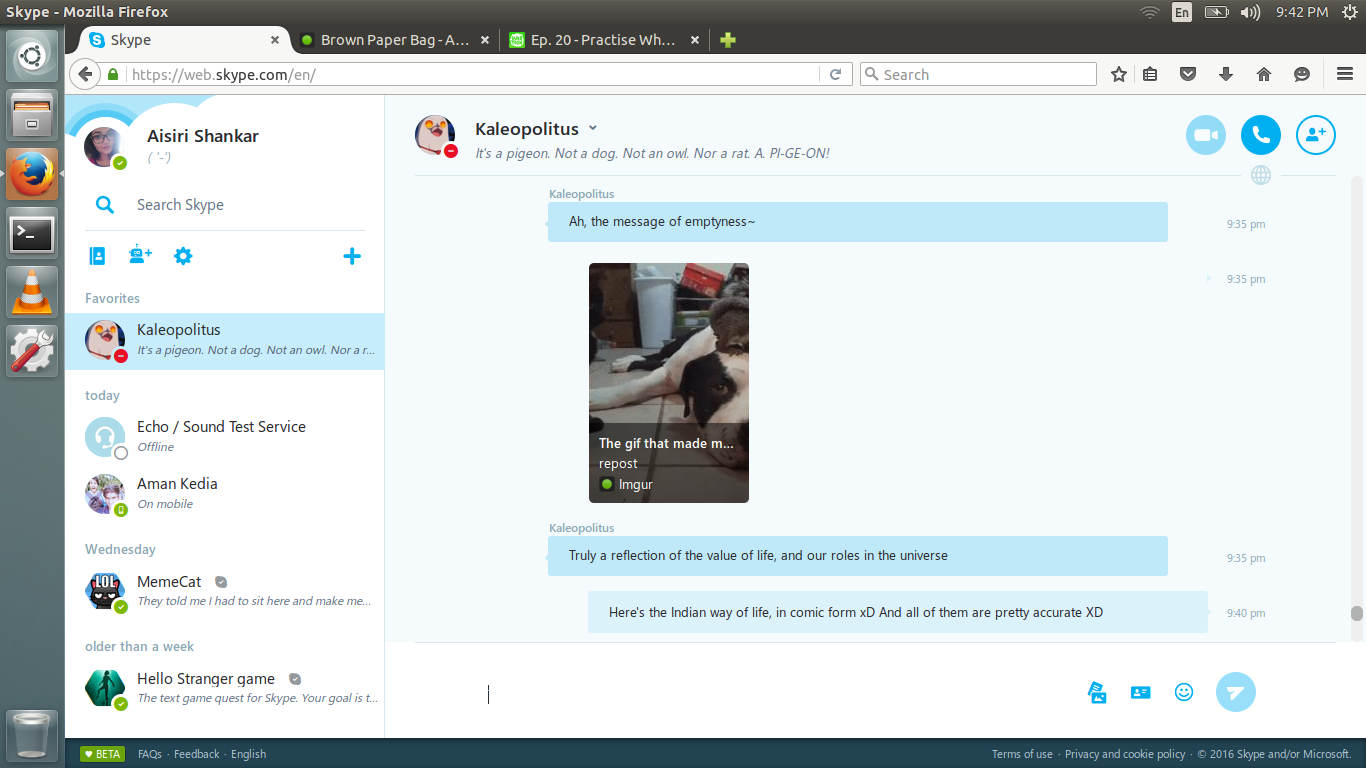 Skype - Mozilla Firefox
En
9:42 PM
Skype
Brown Paper Bag - A...
Ep. 20 - Practise Wh...
https://web.skype.com/en/
Search
Aisiri Shankar
( '-')
Search Skype
Favorites
Kaleopolitus
It's a pigeon. Not a dog. Not an owl. Nor a r...
today
Echo / Sound Test Service
Offline
Aman Kedia
On mobile
Wednesday
LOL
MemeCat
They told me I had to sit here and make me...
older than a week
Hello Stranger game
The text game quest for Skype. Your goal is t...
Kaleopolitus
It's a pigeon. Not a dog. Not an owl. Nor a rat. A. PI-GE-ON!
Kaleopolitus
Ah, the message of emptyness~
9:35 pm
9:35 pm
The gif that made m...
repost
Imgur
Kaleopolitus
Truly a reflection of the value of life, and our roles in the universe
9:35 pm
Here's the Indian way of life, in comic form xD And all of them are pretty accurate XD
9:40 pm
BETA
FAQs · Feedback · English
Terms of use · Privacy and cookie policy · © 2016 Skype and/or Microsoft.